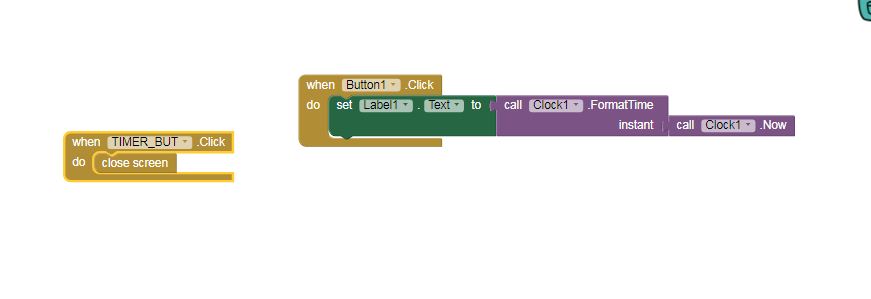 when Button1 .Click
do set Label1 . Text to call Clock1 .FormatTime
instant call Clock1 .Now
when TIMER_BUT .Click
do close screen